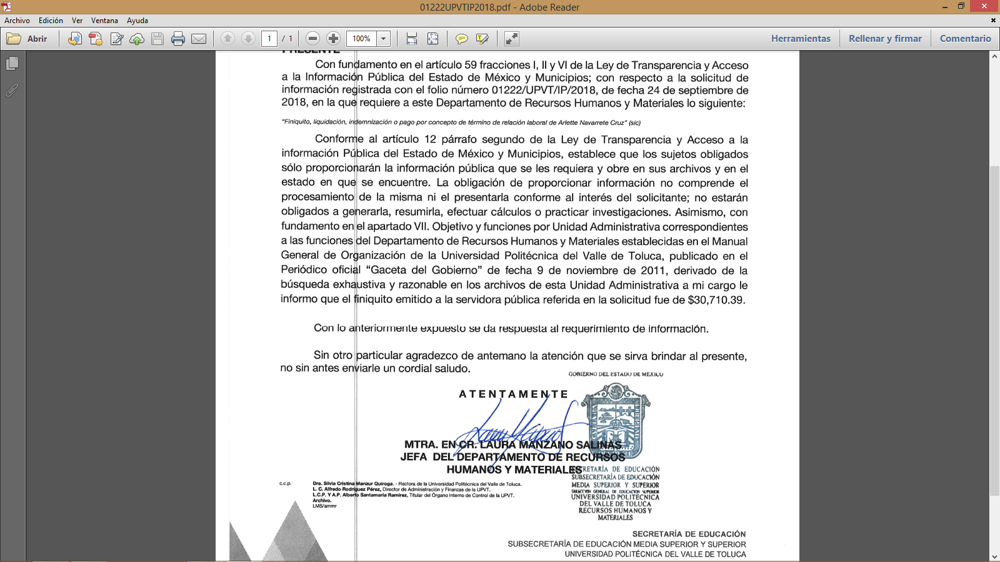 01222UPVTIP2018.pdf - Adobe Reader
Archivo Edición Ver Ventana Ayuda
Abrir 1 / 1 100% Herramientas Rellenar y firmar Comentario
PRESENTE
Con fundamento en el artículo 59 fracciones I, II y VI de la Ley de Transparencia y Acceso
a la Información Pública del Estado de México y Municipios; con respecto a la solicitud de
información registrada con el folio número 01222/UPVT/IP/2018, de fecha 24 de septiembre de
2018, en la que requiere a este Departamento de Recursos Humanos y Materiales lo siguiente:
"Finiquito, liquidación, indemnización o pago por concepto de término de relación laboral de Arlette Navarrete Cruz" (sic)
Conforme al artículo 12 párrafo segundo de la Ley de Transparencia y Acceso a la
información Pública del Estado de México y Municipios, establece que los sujetos obligados
sólo proporcionarán la información pública que se les requiera y obre en sus archivos y en el
estado en que se encuentre. La obligación de proporcionar información no comprende el
procesamiento de la misma ni el presentarla conforme al interés del solicitante; no estarán
obligados a generarla, resumirla, efectuar cálculos o practicar investigaciones. Asimismo, con
fundamento en el apartado VII. Objetivo y funciones por Unidad Administrativa correspondientes
a las funciones del Departamento de Recursos Humanos y Materiales establecidas en el Manual
General de Organización de la Universidad Politécnica del Valle de Toluca, publicado en el
Periódico oficial "Gaceta del Gobierno" de fecha 9 de noviembre de 2011, derivado de la
búsqueda exhaustiva y razonable en los archivos de esta Unidad Administrativa a mi cargo le
informo que el finiquito emitido a la servidora pública referida en la solicitud fue de $30,710.39.
Con lo anteriormente expuesto se da respuesta al requerimiento de información.
Sin otro particular agradezco de antemano la atención que se sirva brindar al presente,
no sin antes enviarle un cordial saludo.
GOBIERNO DEL ESTADO DE MEXICO
ATENTAMENTE
MTRA. EN CR. LAURA MANZANO SALINAS
JEFA DEL DEPARTAMENTO DE RECURSOS
HUMANOS Y MATERIALES
SECRETARÍA DE EDUCACIÓN
SUBSECRETARÍA DE EDUCACIÓN
MEDIA SUPERIOR Y SUPERIOR
DIRECCIÓN GENERAL DE EDUCACIÓN SUPERIOR
UNIVERSIDAD POLITÉCNICA
DEL VALLE DE TOLUCA
RECURSOS HUMANOS Y
MATERIALES
c.c.p. Dra. Silvia Cristina Manzur Quiroga. - Rectora de la Universidad Politécnica del Valle de Toluca.
L. C. Alfredo Rodríguez Pérez, Director de Administración y Finanzas de la UPVT.
L.C.P. Y A.P. Alberto Santamaría Ramírez, Titular del Órgano Interno de Control de la UPVT.
Archivo.
LMS/ammr
SECRETARÍA DE EDUCACIÓN
SUBSECRETARÍA DE EDUCACIÓN MEDIA SUPERIOR Y SUPERIOR
UNIVERSIDAD POLITÉCNICA DEL VALLE DE TOLUCA